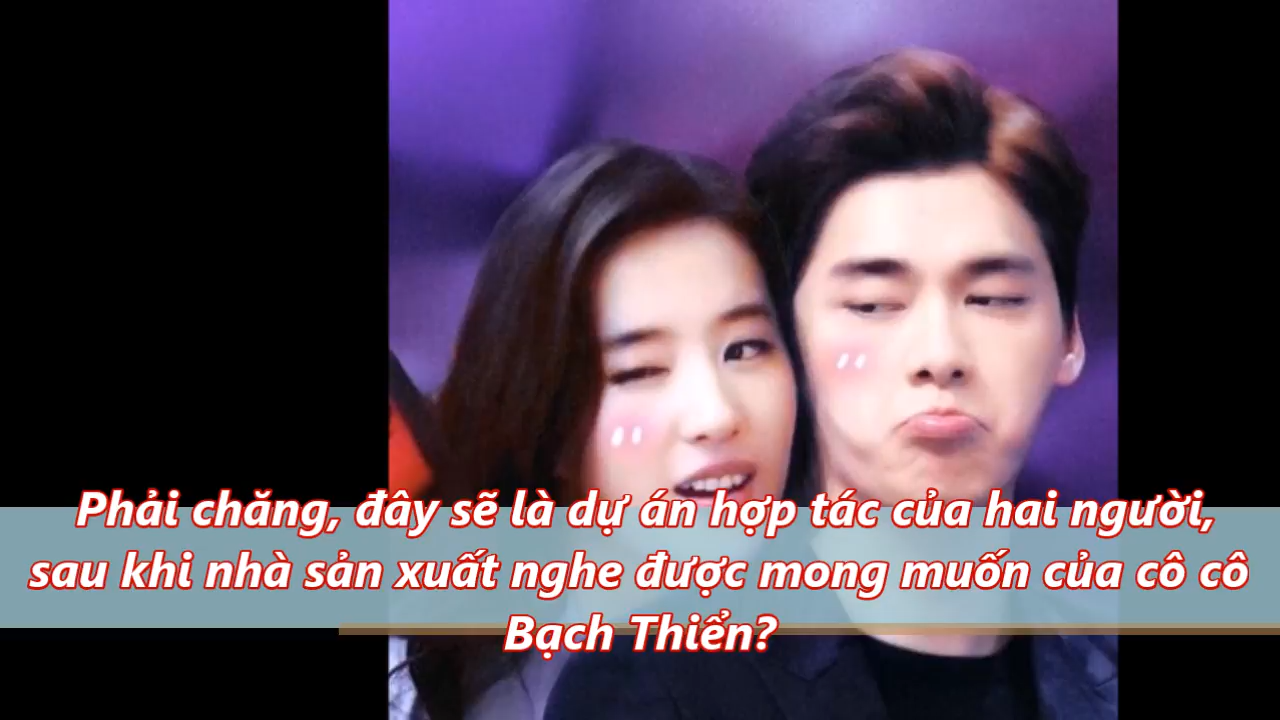 Phải chăng, đây sẽ là dự án hợp tác của hai người,
sau khi nhà sản xuất nghe được mong muốn của cô cô
Bạch Thiển?